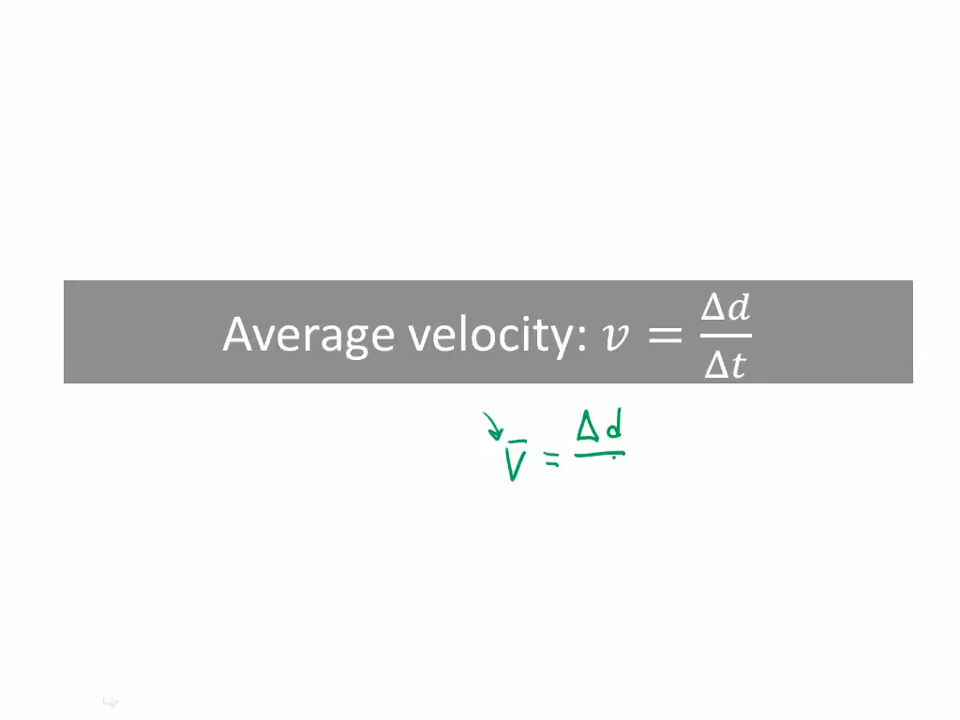 Average velocity: v = Δd/Δt
V̅ = Δd